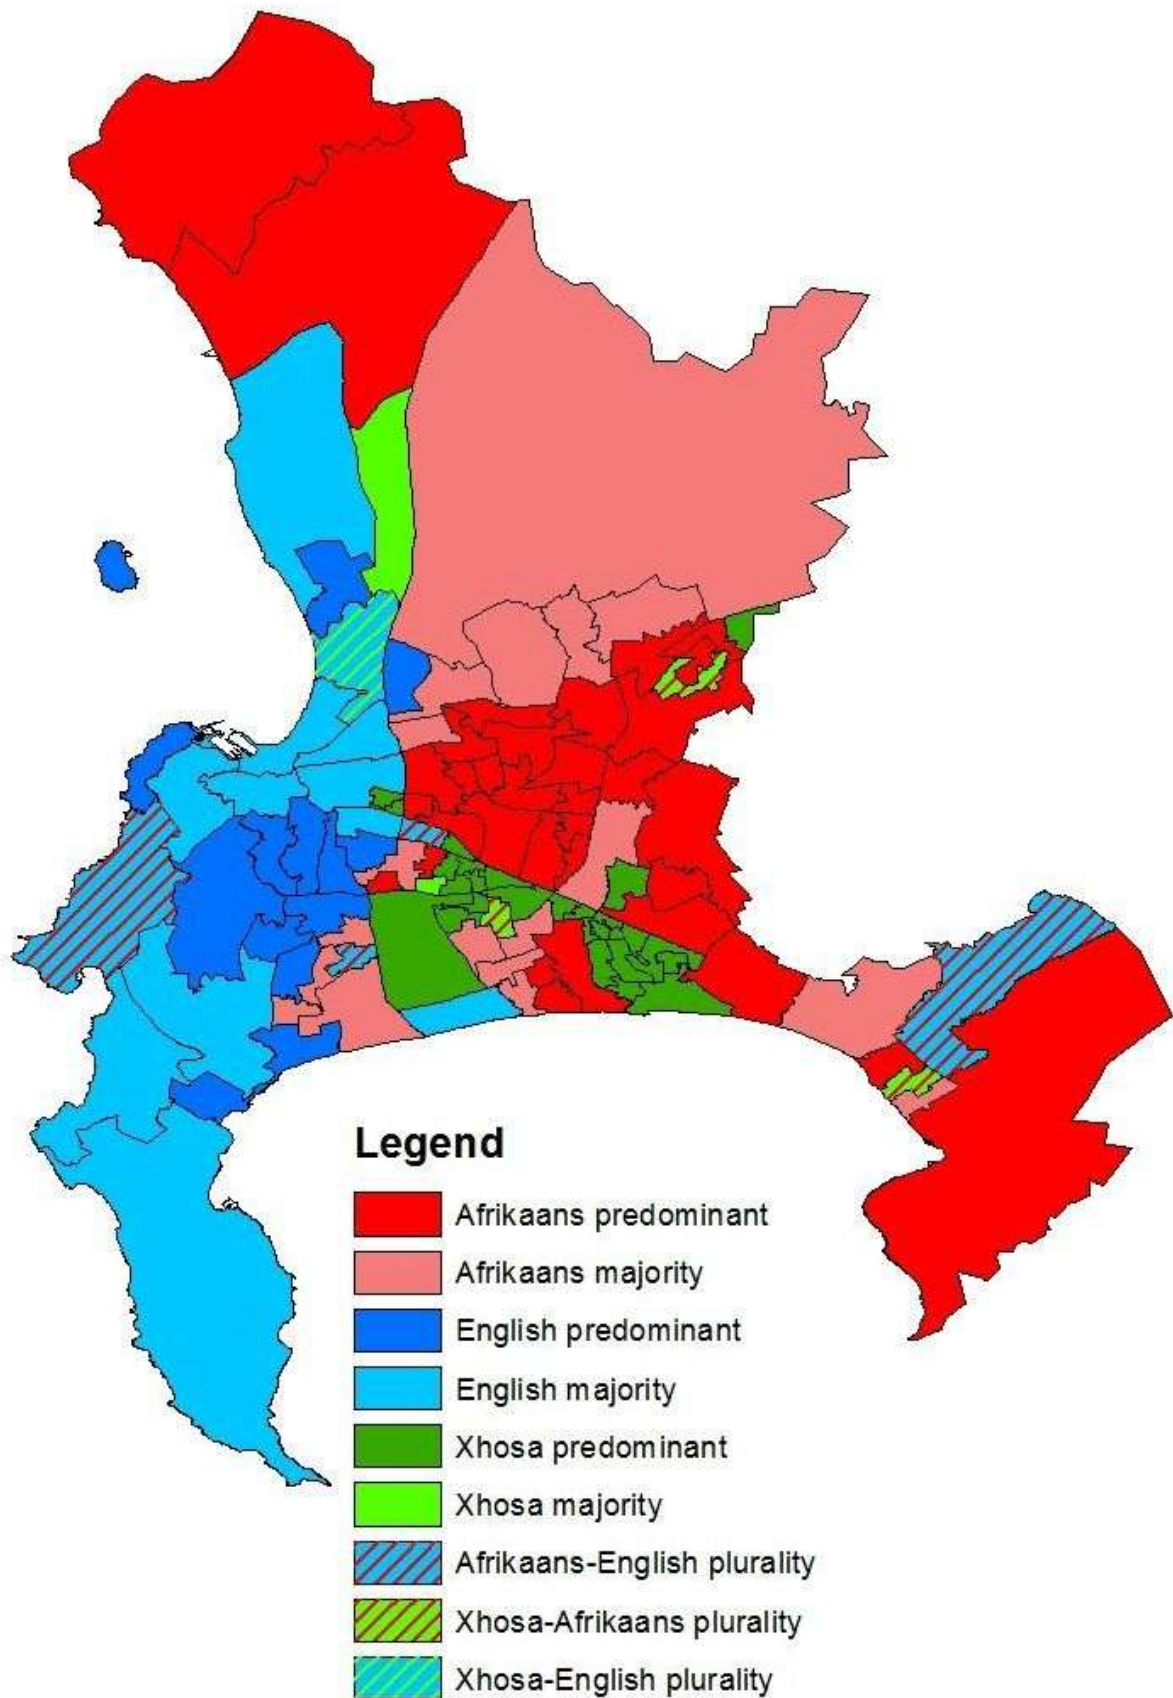 Legend
Afrikaans predominant
Afrikaans majority
English predominant
English majority
Xhosa predominant
Xhosa majority
Afrikaans-English plurality
Xhosa-Afrikaans plurality
Xhosa-English plurality